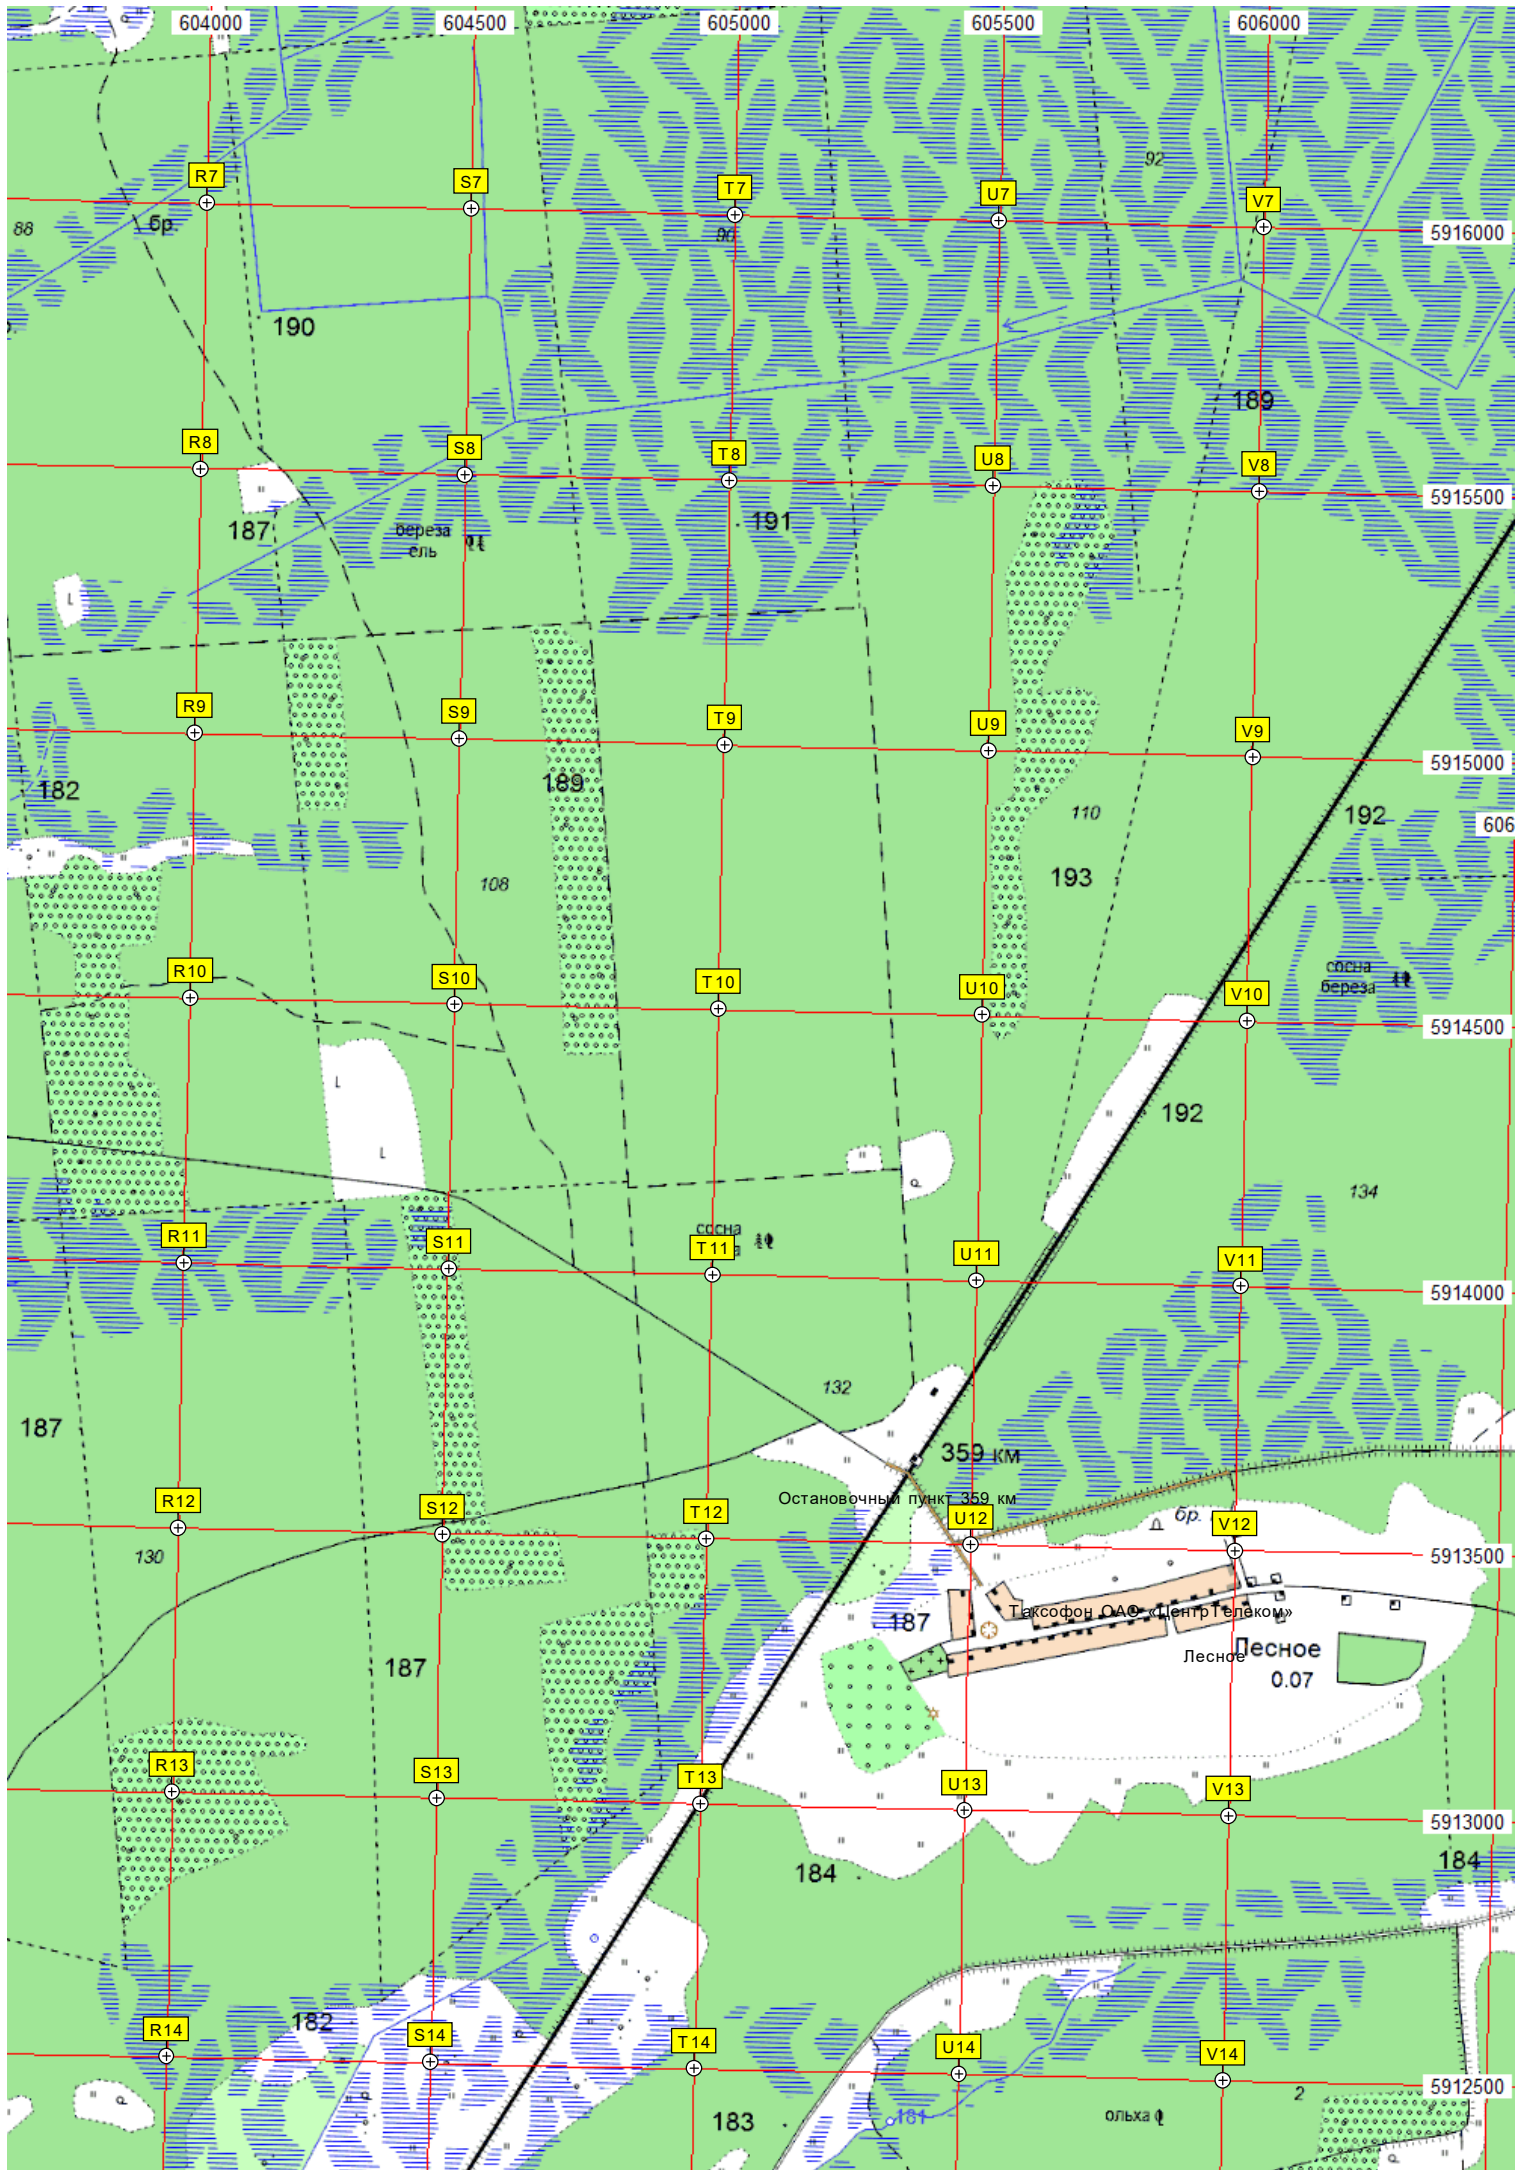 604000 604500 605000 605500 606000
92
R7 S7 T7 U7 V7
88 бр. 90 5916000
190
189
R8 S8 T8 U8 V8
5915500
187 береза 191
ель
R9 S9 T9 U9 V9
5915000
182 189 110 192
606
108 193
R10 S10 T10 U10 V10
сосна
береза
5914500
192
134
сосна
R11 S11 T11 U11 V11
5914000
132
187 359 км
R12 S12 T12 U12 V12
Остановочный пункт 359 км
бр.
130 5913500
187 Таксофон ОАО «ЦентрТелеком»
187 Лесное Лесное
0.07
R13 S13 T13 U13 V13
5913000
184 184
182
R14 S14 T14 U14 V14
5912500
183 181 ольха 2